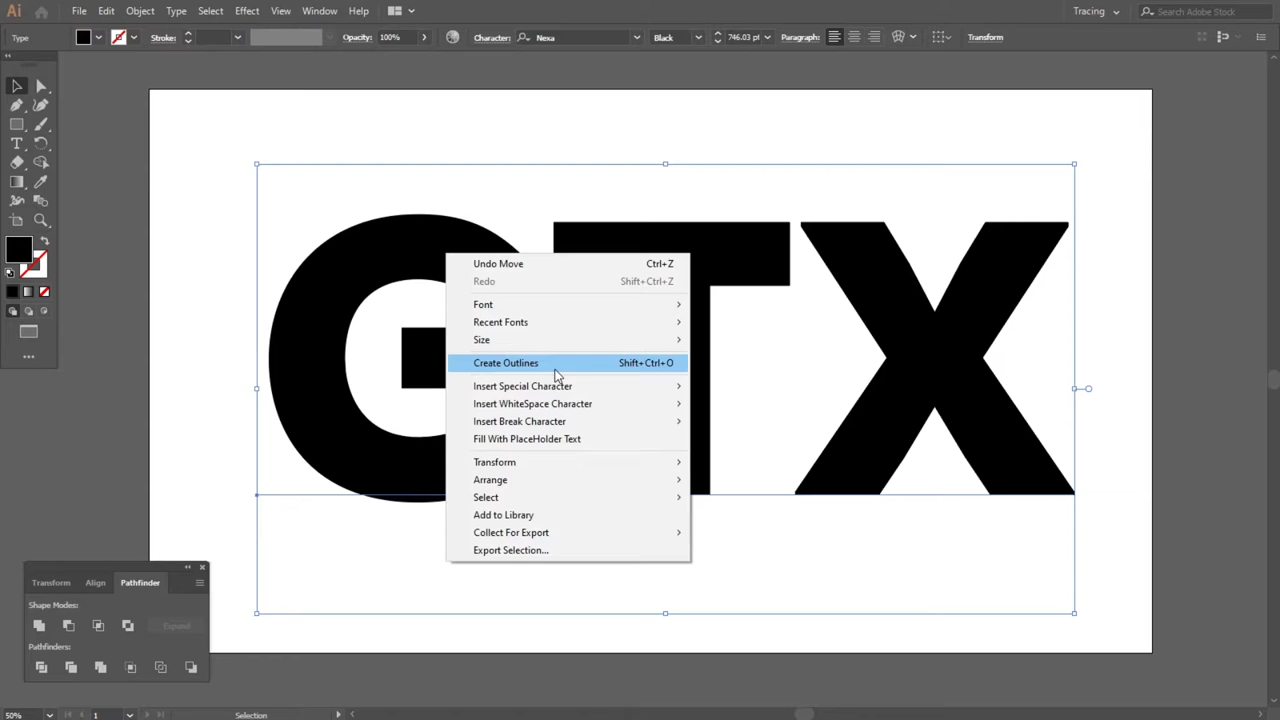 Ai File Edit Object Type Select Effect View Window Help Tracing Search Adobe Stock
Type Stroke: Opacity: 100% Character: Nexa Black 746.03 pt Paragraph: Transform
GTX
Undo Move Ctrl+Z
Redo Shift+Ctrl+Z
Font
Recent Fonts
Size
Create Outlines Shift+Ctrl+O
Insert Special Character
Insert WhiteSpace Character
Insert Break Character
Fill With PlaceHolder Text
Transform
Arrange
Select
Add to Library
Collect For Export
Export Selection...
Transform Align Pathfinder
Shape Modes:
Expand
Pathfinders:
50% 1 Selection